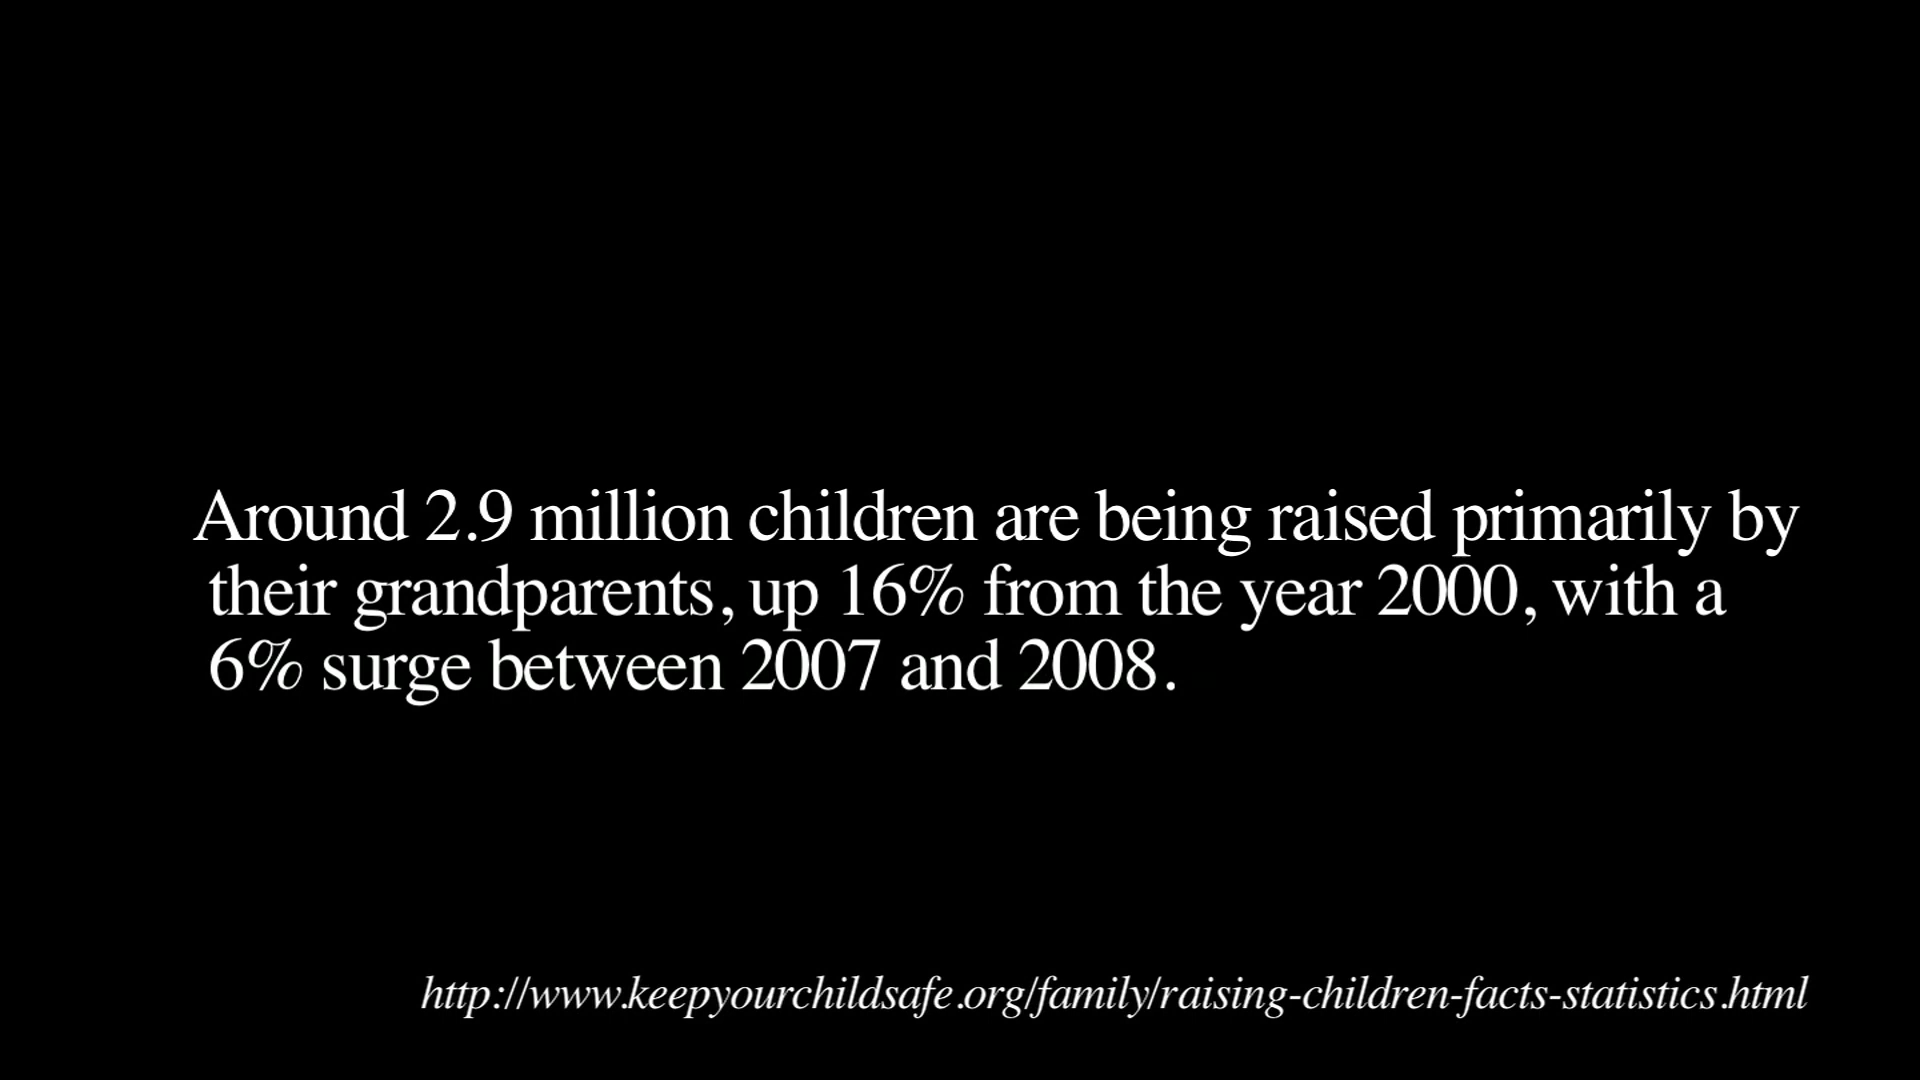 Around 2.9 million children are being raised primarily by
their grandparents, up 16% from the year 2000, with a
6% surge between 2007 and 2008.
http://www.keepyourchildsafe.org/family/raising-children-facts-statistics.html